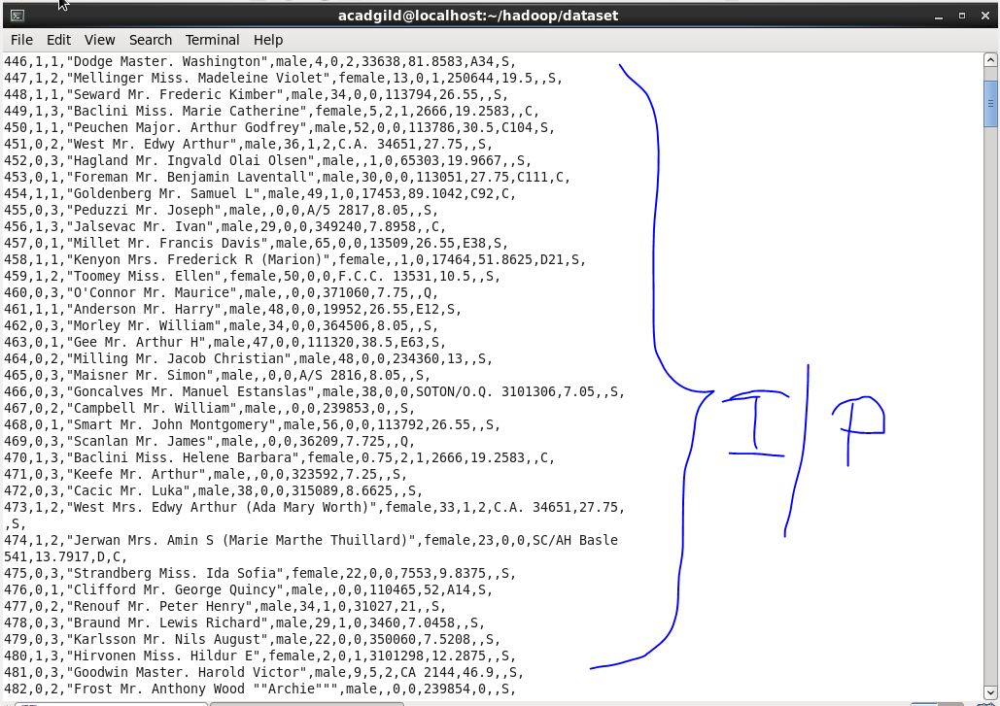 acadgild@localhost:~/hadoop/dataset
File Edit View Search Terminal Help
446,1,1,"Dodge Master. Washington",male,4,0,2,33638,81.8583,A34,S,
447,1,2,"Mellinger Miss. Madeleine Violet",female,13,0,1,250644,19.5,,S,
448,1,1,"Seward Mr. Frederic Kimber",male,34,0,0,113794,26.55,,S,
449,1,3,"Baclini Miss. Marie Catherine",female,5,2,1,2666,19.2583,,C,
450,1,1,"Peuchen Major. Arthur Godfrey",male,52,0,0,113786,30.5,C104,S,
451,0,2,"West Mr. Edwy Arthur",male,36,1,2,C.A. 34651,27.75,,S,
452,0,3,"Hagland Mr. Ingvald Olai Olsen",male,,1,0,65303,19.9667,,S,
453,0,1,"Foreman Mr. Benjamin Laventall",male,30,0,0,113051,27.75,C111,C,
454,1,1,"Goldenberg Mr. Samuel L",male,49,1,0,17453,89.1042,C92,C,
455,0,3,"Peduzzi Mr. Joseph",male,,0,0,A/5 2817,8.05,,S,
456,1,3,"Jalsevac Mr. Ivan",male,29,0,0,349240,7.8958,,C,
457,0,1,"Millet Mr. Francis Davis",male,65,0,0,13509,26.55,E38,S,
458,1,1,"Kenyon Mrs. Frederick R (Marion)",female,,1,0,17464,51.8625,D21,S,
459,1,2,"Toomey Miss. Ellen",female,50,0,0,F.C.C. 13531,10.5,,S,
460,0,3,"O'Connor Mr. Maurice",male,,0,0,371060,7.75,,Q,
461,1,1,"Anderson Mr. Harry",male,48,0,0,19952,26.55,E12,S,
462,0,3,"Morley Mr. William",male,34,0,0,364506,8.05,,S,
463,0,1,"Gee Mr. Arthur H",male,47,0,0,111320,38.5,E63,S,
464,0,2,"Milling Mr. Jacob Christian",male,48,0,0,234360,13,,S,
465,0,3,"Maisner Mr. Simon",male,,0,0,A/S 2816,8.05,,S,
466,0,3,"Goncalves Mr. Manuel Estanslas",male,38,0,0,SOTON/O.Q. 3101306,7.05,,S,
467,0,2,"Campbell Mr. William",male,,0,0,239853,0,,S,
468,0,1,"Smart Mr. John Montgomery",male,56,0,0,113792,26.55,,S,
469,0,3,"Scanlan Mr. James",male,,0,0,36209,7.725,,Q,
470,1,3,"Baclini Miss. Helene Barbara",female,0.75,2,1,2666,19.2583,,C,
471,0,3,"Keefe Mr. Arthur",male,,0,0,323592,7.25,,S,
472,0,3,"Cacic Mr. Luka",male,38,0,0,315089,8.6625,,S,
473,1,2,"West Mrs. Edwy Arthur (Ada Mary Worth)",female,33,1,2,C.A. 34651,27.75,
,S,
474,1,2,"Jerwan Mrs. Amin S (Marie Marthe Thuillard)",female,23,0,0,SC/AH Basle
541,13.7917,D,C,
475,0,3,"Strandberg Miss. Ida Sofia",female,22,0,0,7553,9.8375,,S,
476,0,1,"Clifford Mr. George Quincy",male,,0,0,110465,52,A14,S,
477,0,2,"Renouf Mr. Peter Henry",male,34,1,0,31027,21,,S,
478,0,3,"Braund Mr. Lewis Richard",male,29,1,0,3460,7.0458,,S,
479,0,3,"Karlsson Mr. Nils August",male,22,0,0,350060,7.5208,,S,
480,1,3,"Hirvonen Miss. Hildur E",female,2,0,1,3101298,12.2875,,S,
481,0,3,"Goodwin Master. Harold Victor",male,9,5,2,CA 2144,46.9,,S,
482,0,2,"Frost Mr. Anthony Wood ""Archie""",male,,0,0,239854,0,,S,
I/P